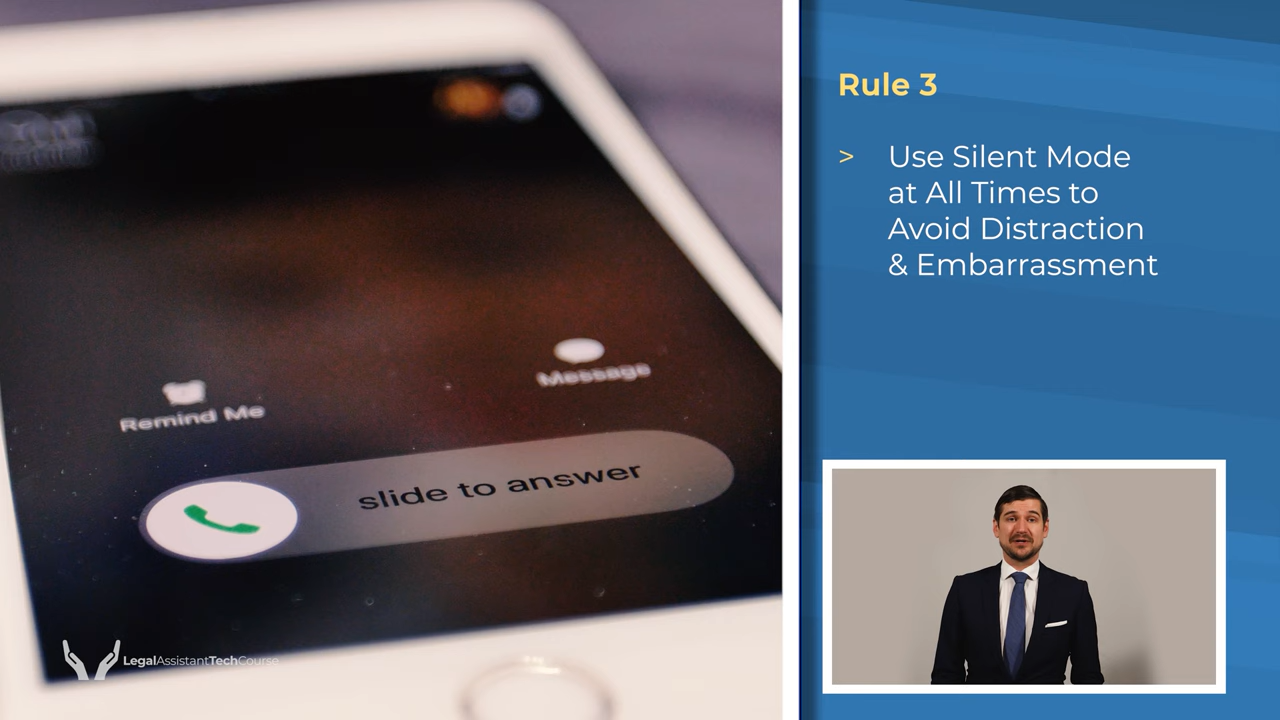 Rule 3
> Use Silent Mode
at All Times to
Avoid Distraction
& Embarrassment
Remind Me
Message
slide to answer
LegalAssistantTechCourse